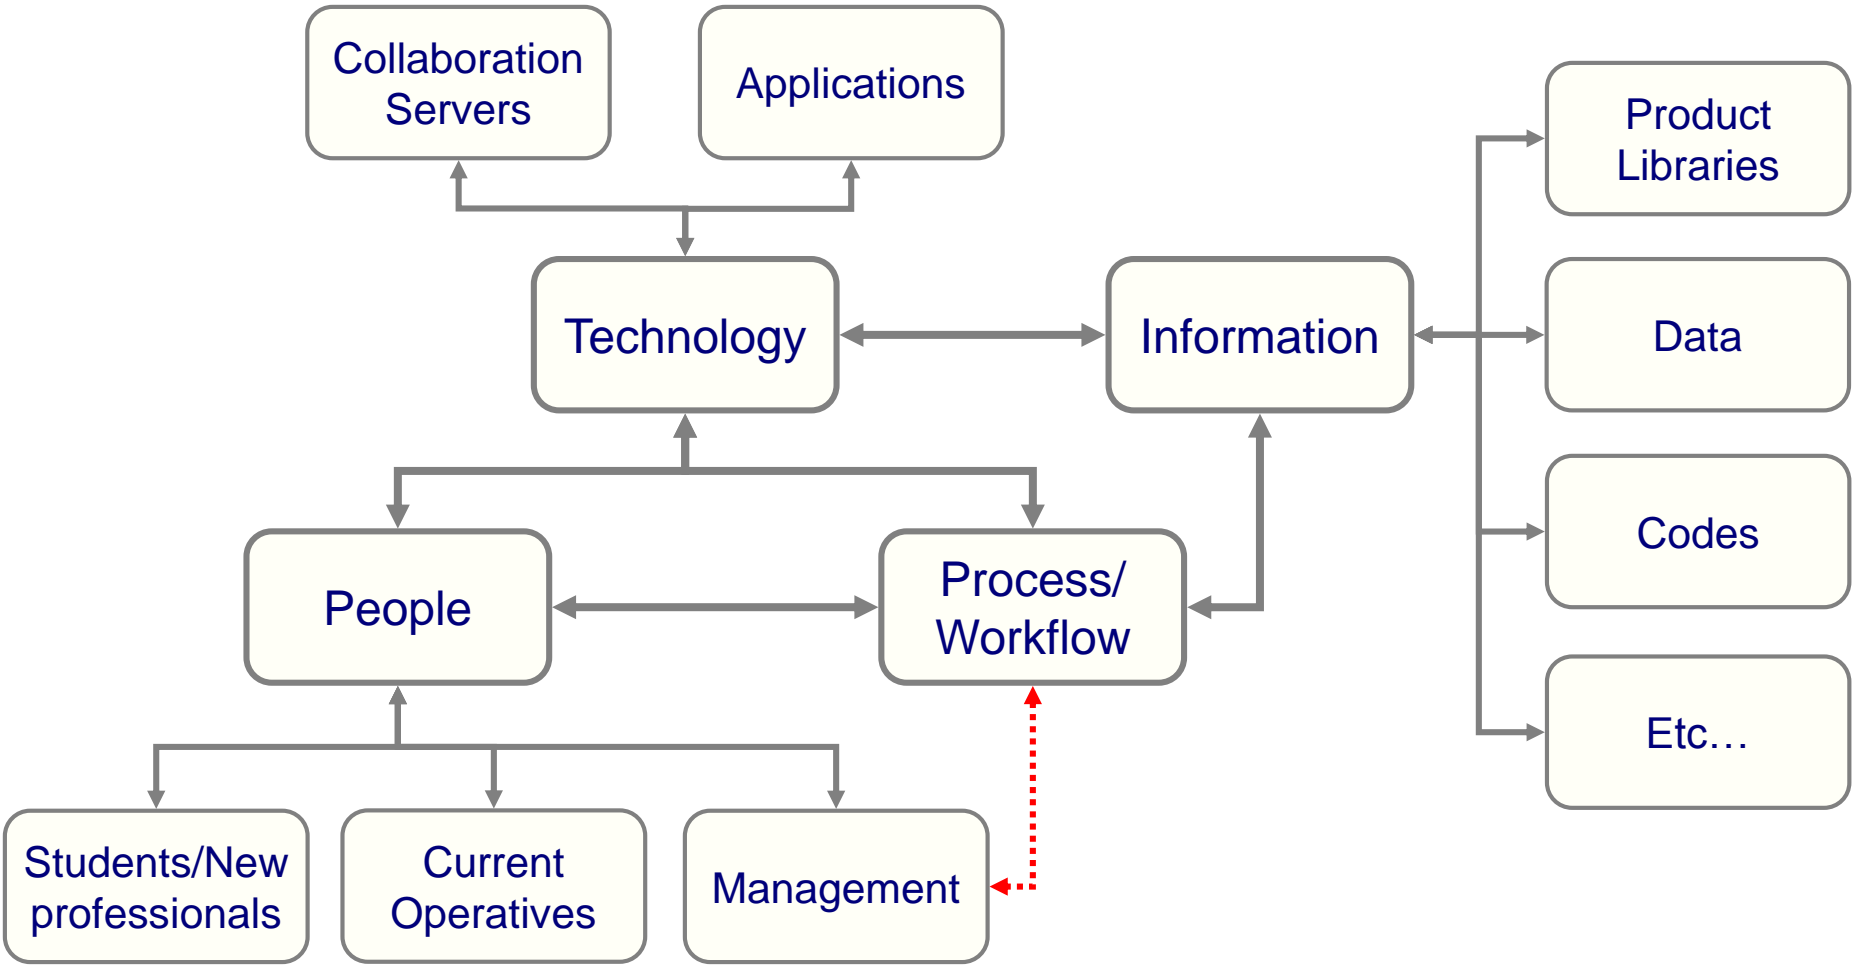 Collaboration
Servers
Applications
Product
Libraries
Technology
Information
Data
Codes
People
Process/
Workflow
Etc…
Students/New
professionals
Current
Operatives
Management